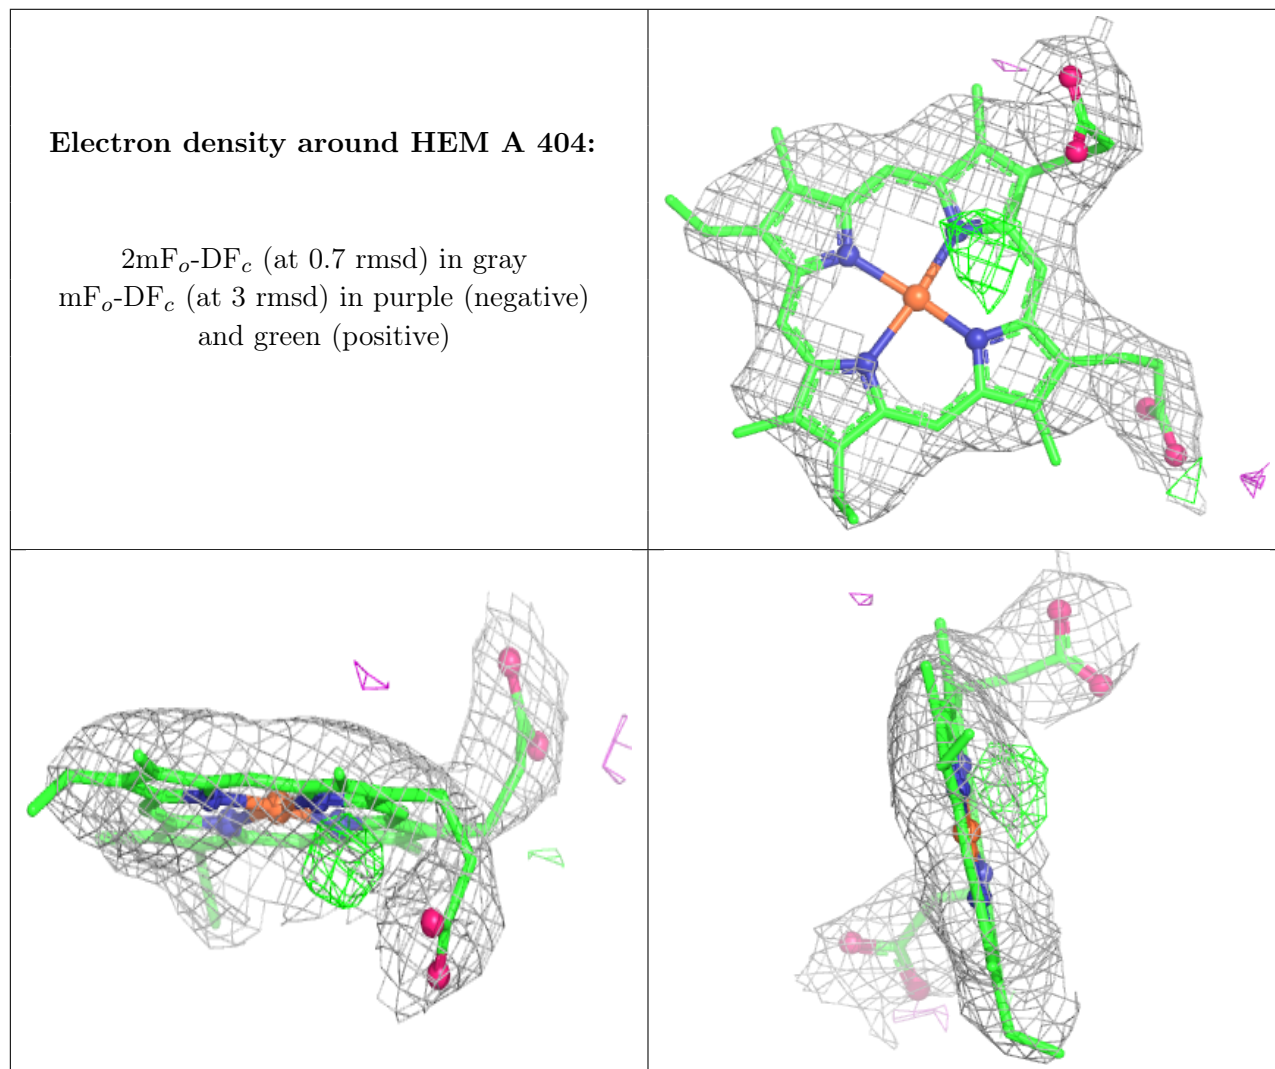 Electron density around HEM A 404:
2mFo-DFc (at 0.7 rmsd) in gray
mFo-DFc (at 3 rmsd) in purple (negative)
and green (positive)